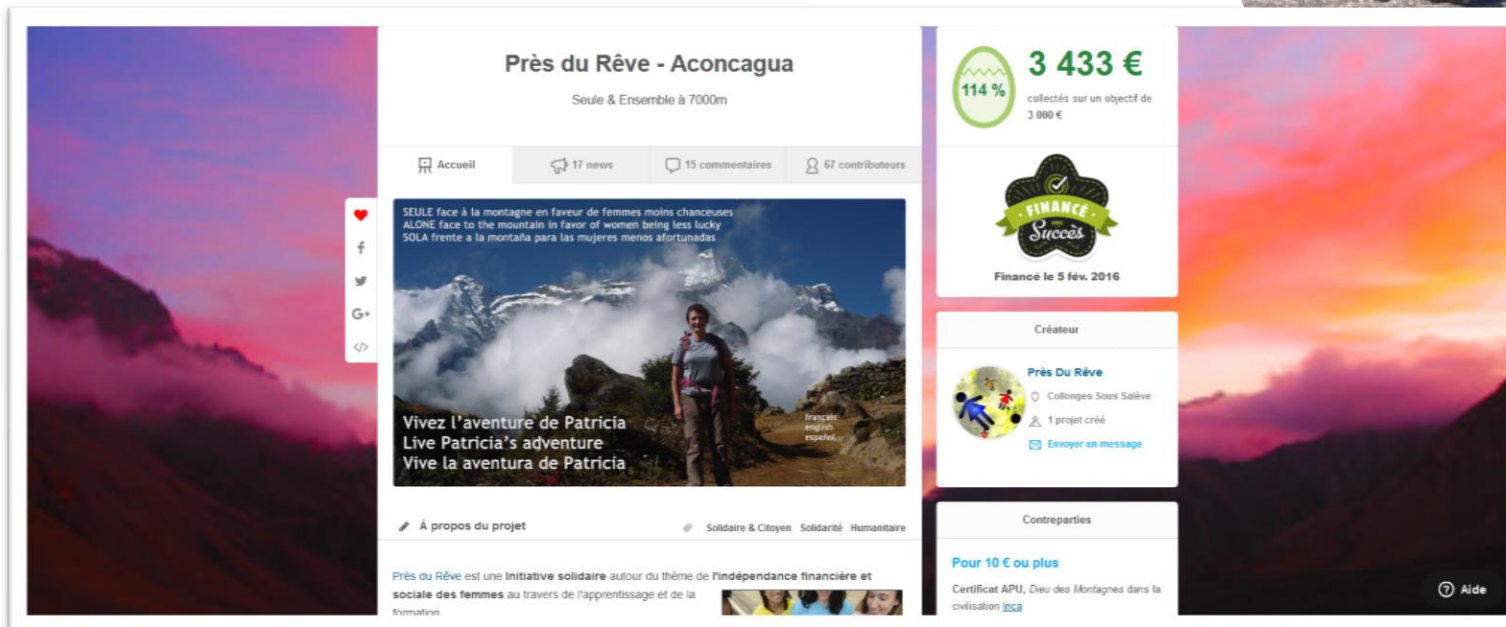 Près du Rêve - Aconcagua
Seule & Ensemble à 7000m
Accueil
17 news
15 commentaires
67 contributeurs
SEULE face à la montagne en faveur de femmes moins chanceuses
ALONE face to the mountain in favor of women being less lucky
SOLA frente a la montaña para las mujeres menos afortunadas
Vivez l'aventure de Patricia
Live Patricia's adventure
Vive la aventura de Patricia
français
english
español
À propos du projet
Solidaire & Citoyen Solidarité Humanitaire
Près du Rêve est une Initiative solidaire autour du thème de l'indépendance financière et
sociale des femmes au travers de l'apprentissage et de la
formation
114 %
3 433 €
collectés sur un objectif de
3 000 €
FINANCÉ
AVEC
Succès
Financé le 5 fév. 2016
Créateur
Près Du Rêve
Collonges Sous Salève
1 projet créé
Envoyer un message
Contreparties
Pour 10 € ou plus
Certificat APU, Dieu des Montagnes dans la
civilisation Inca
Aide